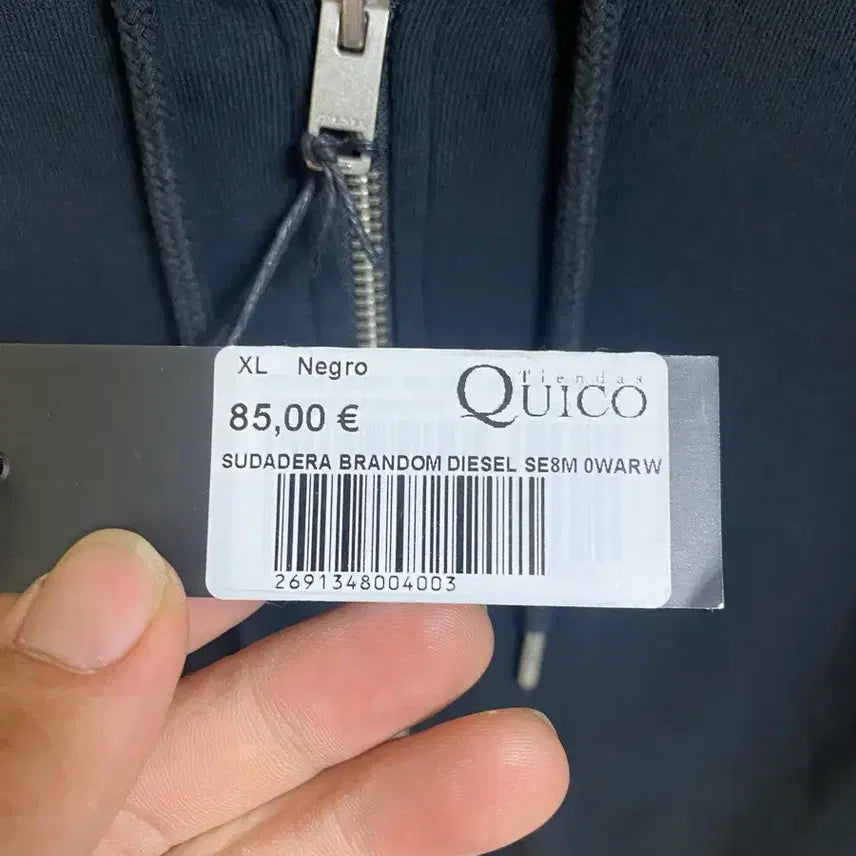 XL Negro
Tiendas
QUICO
85,00 €
SUDADERA BRANDOM DIESEL SE8M 0WARW
2691348004003